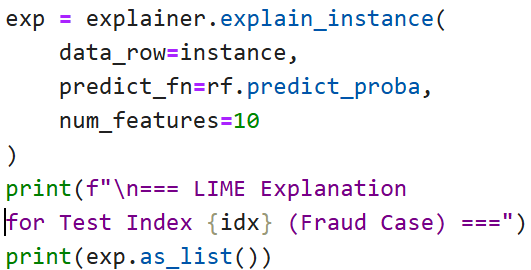 exp = explainer.explain_instance(
    data_row=instance,
    predict_fn=rf.predict_proba,
    num_features=10
)
print(f"\n=== LIME Explanation
for Test Index {idx} (Fraud Case) ===")
print(exp.as_list())